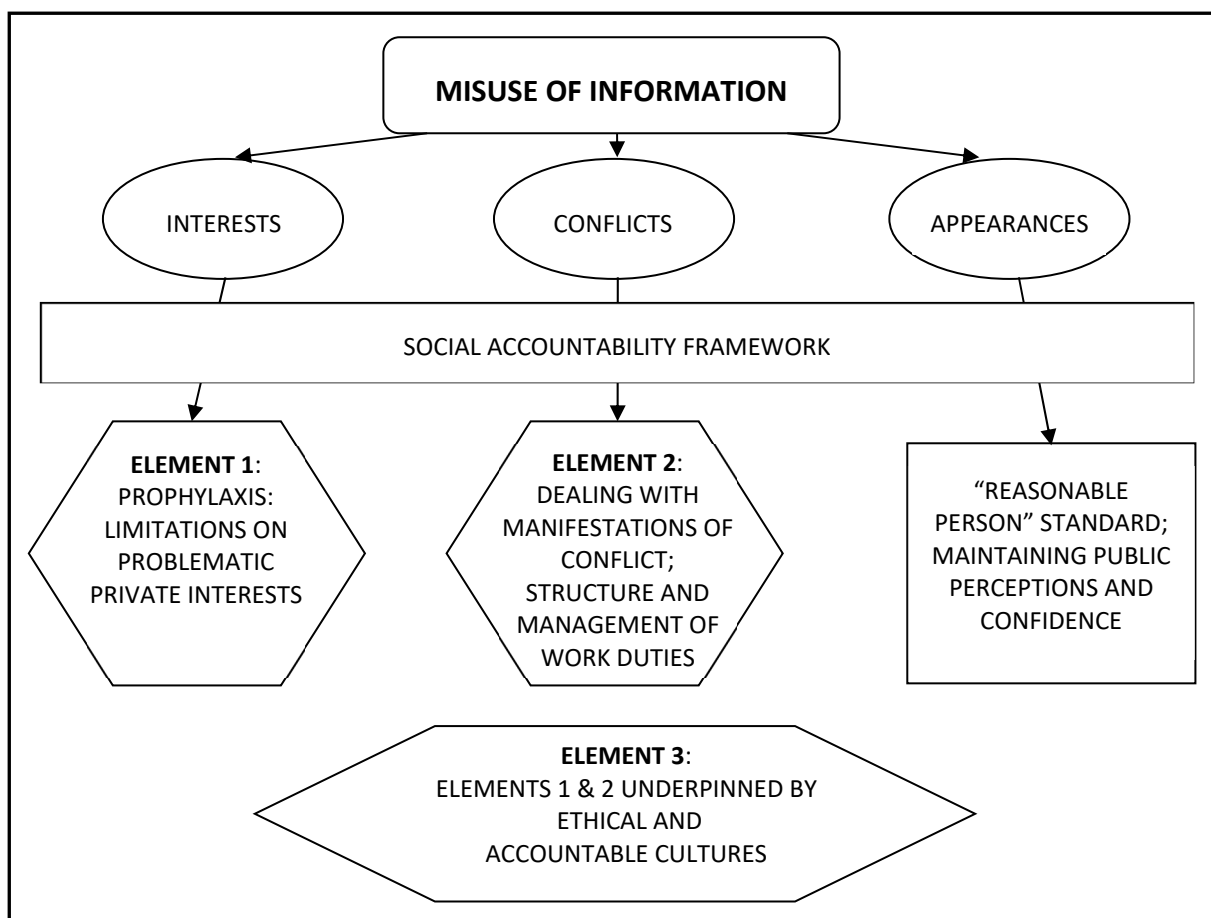 MISUSE OF INFORMATION
INTERESTS
CONFLICTS
APPEARANCES
SOCIAL ACCOUNTABILITY FRAMEWORK
ELEMENT 1:
PROPHYLAXIS:
LIMITATIONS ON
PROBLEMATIC
PRIVATE INTERESTS
ELEMENT 2:
DEALING WITH
MANIFESTATIONS OF
CONFLICT;
STRUCTURE AND
MANAGEMENT OF
WORK DUTIES
“REASONABLE
PERSON” STANDARD;
MAINTAINING PUBLIC
PERCEPTIONS AND
CONFIDENCE
ELEMENT 3:
ELEMENTS 1 & 2 UNDERPINNED BY
ETHICAL AND
ACCOUNTABLE CULTURES